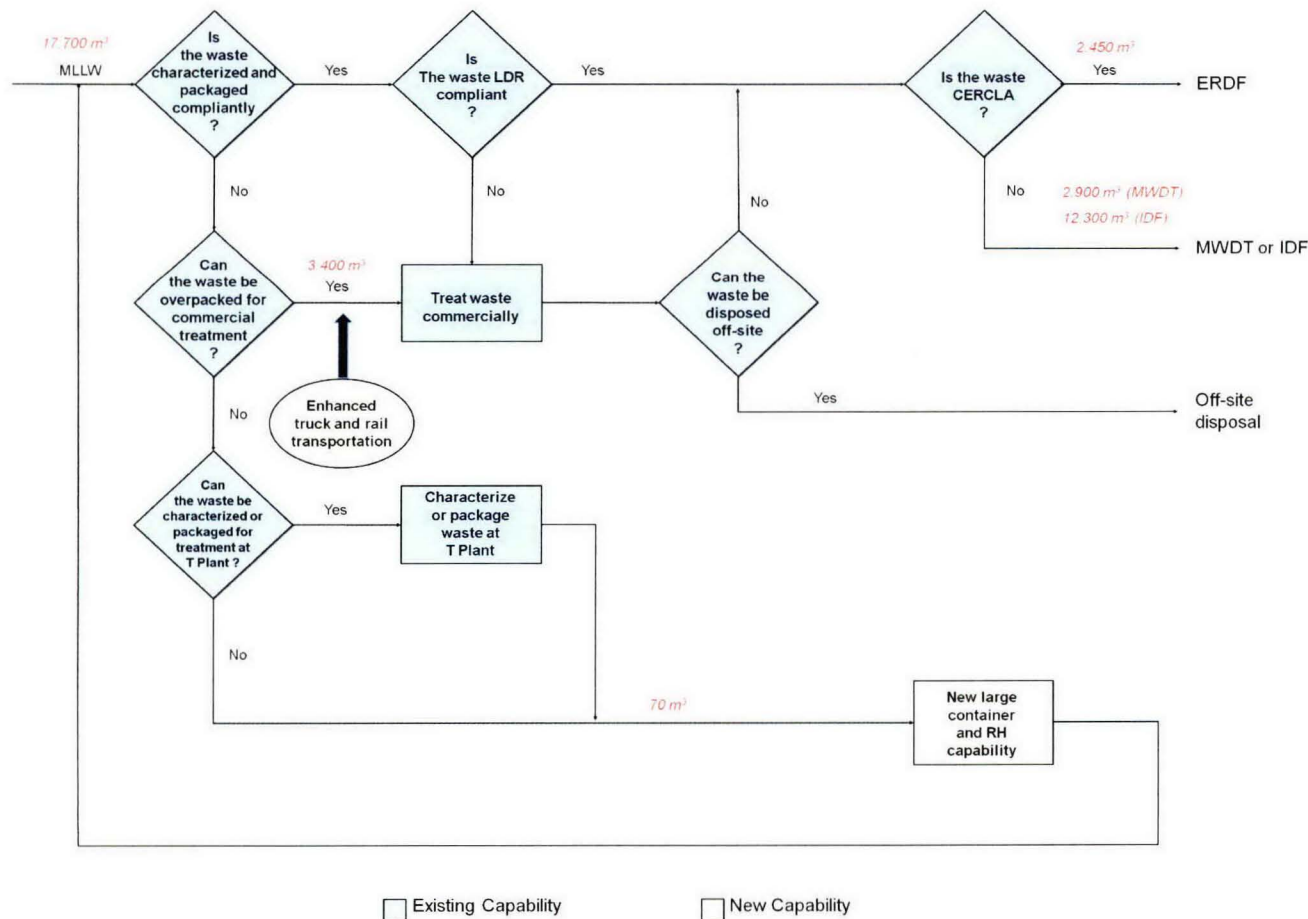 17.700 m³
MLLW
Is
the waste
characterized and
packaged
compliantly
?
Yes
Is
The waste LDR
compliant
?
Yes
Is the waste
CERCLA
?
2.450 m³
Yes
ERDF
No
No
No
No
2.900 m³ (MWDT)
12.300 m³ (IDF)
MWDT or IDF
Can
the waste be
overpacked for
commercial
treatment
?
3.400 m³
Yes
Treat waste
commercially
Can the
waste be
disposed
off-site
?
Yes
Off-site
disposal
No
Enhanced
truck and rail
transportation
Can
the waste be
characterized or
packaged for
treatment at
T Plant ?
Yes
Characterize
or package
waste at
T Plant
No
70 m³
New large
container
and RH
capability
Existing Capability
New Capability